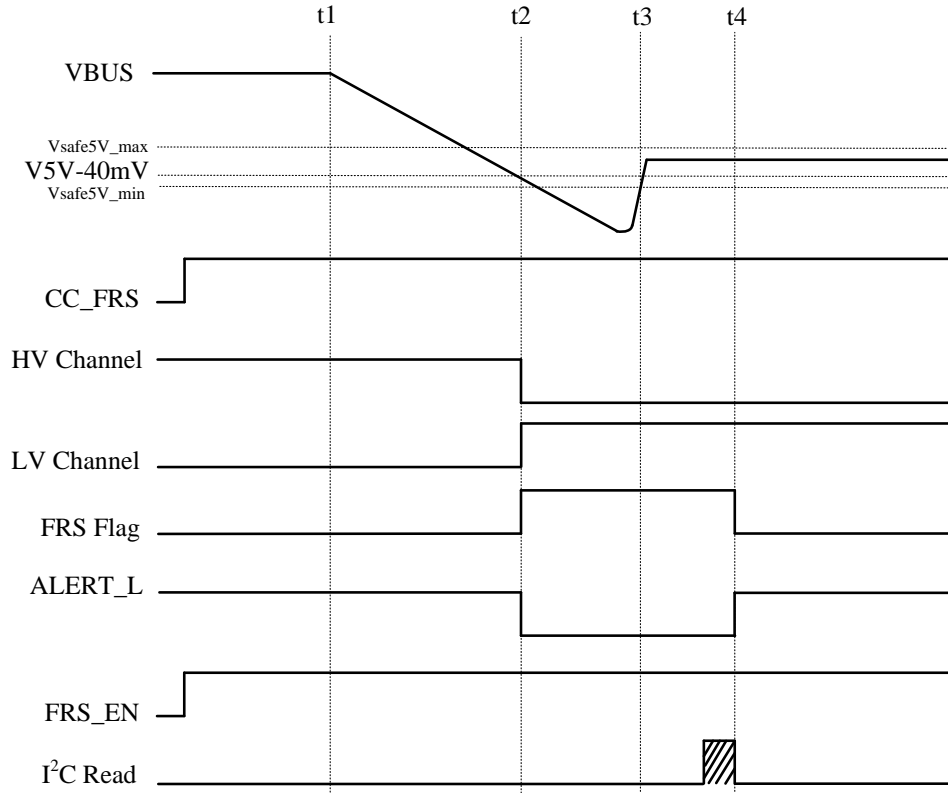 t1 t2 t3 t4
VBUS
Vsafe5V_max
V5V-40mV
Vsafe5V_min
CC_FRS
HV Channel
LV Channel
FRS Flag
ALERT_L
FRS_EN
I²C Read